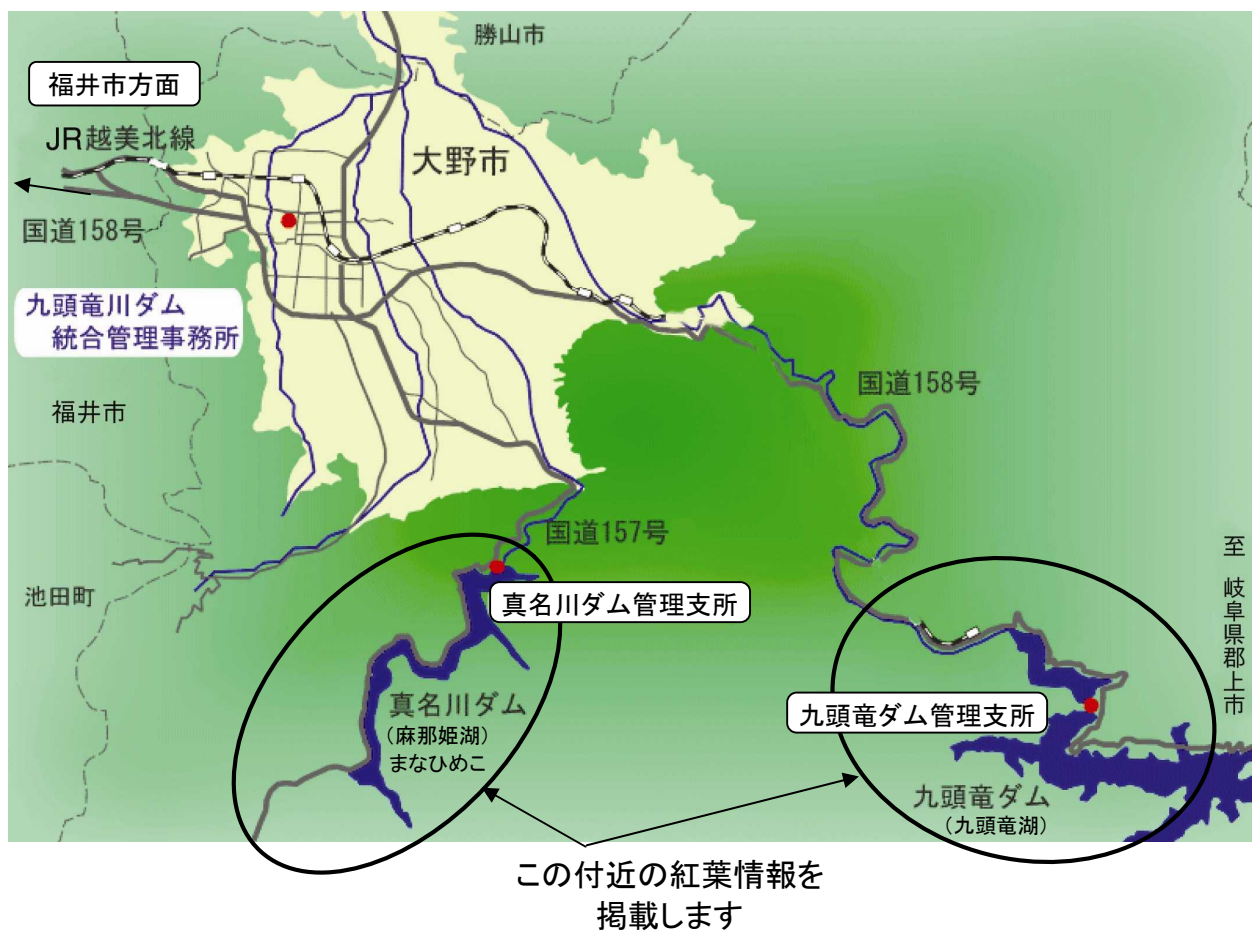 勝山市
福井市方面
JR越美北線
大野市
国道158号
九頭竜川ダム
統合管理事務所
国道158号
福井市
国道157号
池田町
真名川ダム管理支所
至 岐阜県郡上市
九頭竜ダム管理支所
真名川ダム
(麻那姫湖)
まなひめこ
九頭竜ダム
(九頭竜湖)
この付近の紅葉情報を
掲載します